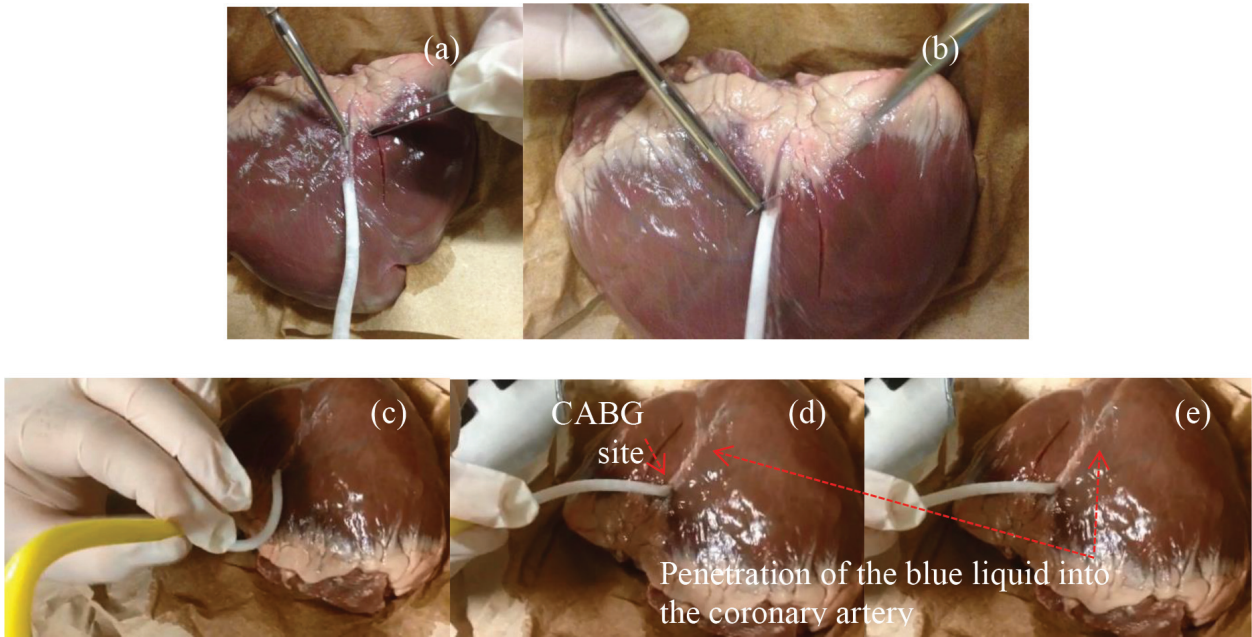 (a)
(b)
(c)
(d)
(e)
CABG
site
Penetration of the blue liquid into
the coronary artery